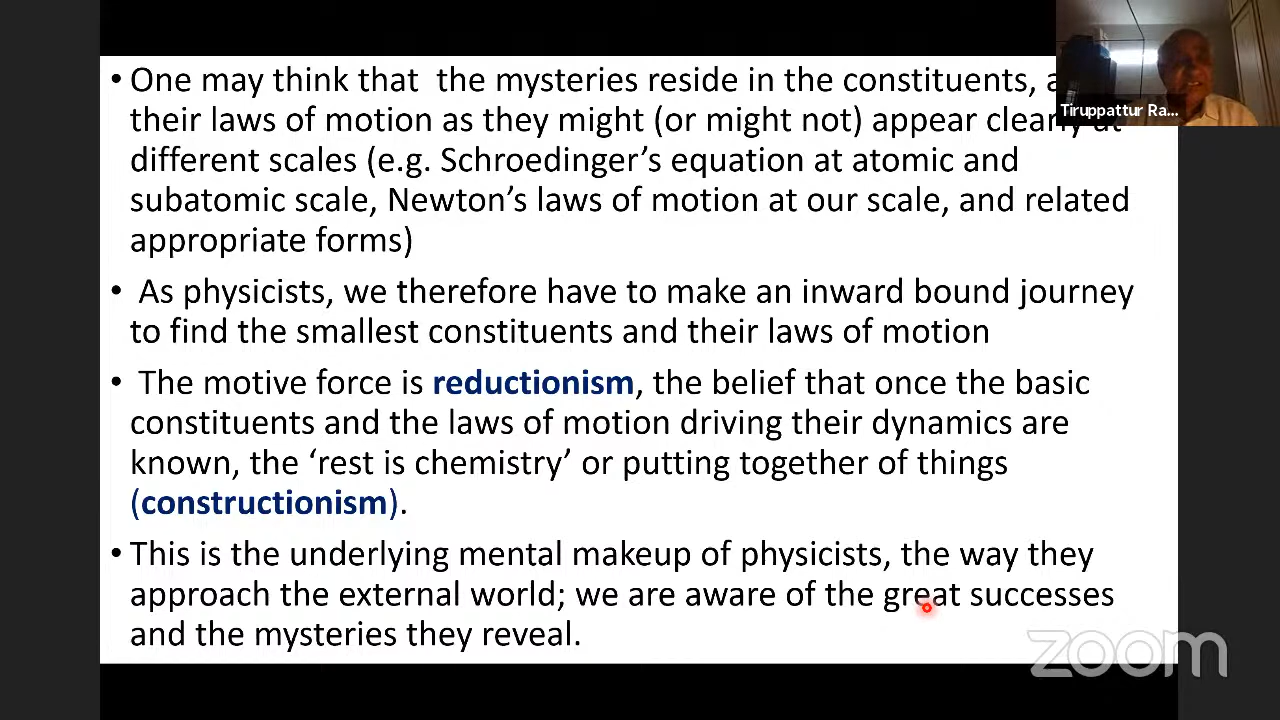 • One may think that the mysteries reside in the constituents,
their laws of motion as they might (or might not) appear clearly at
different scales (e.g. Schroedinger’s equation at atomic and
subatomic scale, Newton’s laws of motion at our scale, and related
appropriate forms)
• As physicists, we therefore have to make an inward bound journey
to find the smallest constituents and their laws of motion
• The motive force is reductionism, the belief that once the basic
constituents and the laws of motion driving their dynamics are
known, the ‘rest is chemistry’ or putting together of things
(constructionism).
• This is the underlying mental makeup of physicists, the way they
approach the external world; we are aware of the great successes
and the mysteries they reveal.
Tiruppattur Ra...
zoom